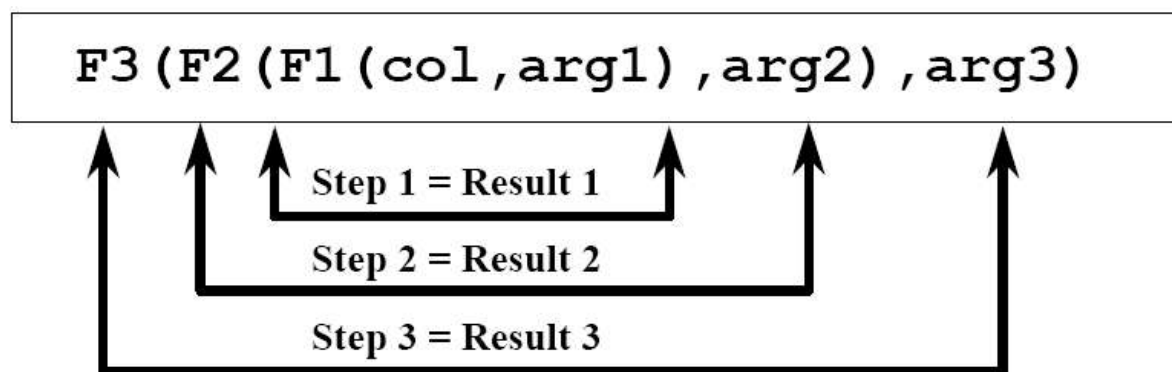 F3(F2(F1(col,arg1),arg2),arg3)
Step 1 = Result 1
Step 2 = Result 2
Step 3 = Result 3